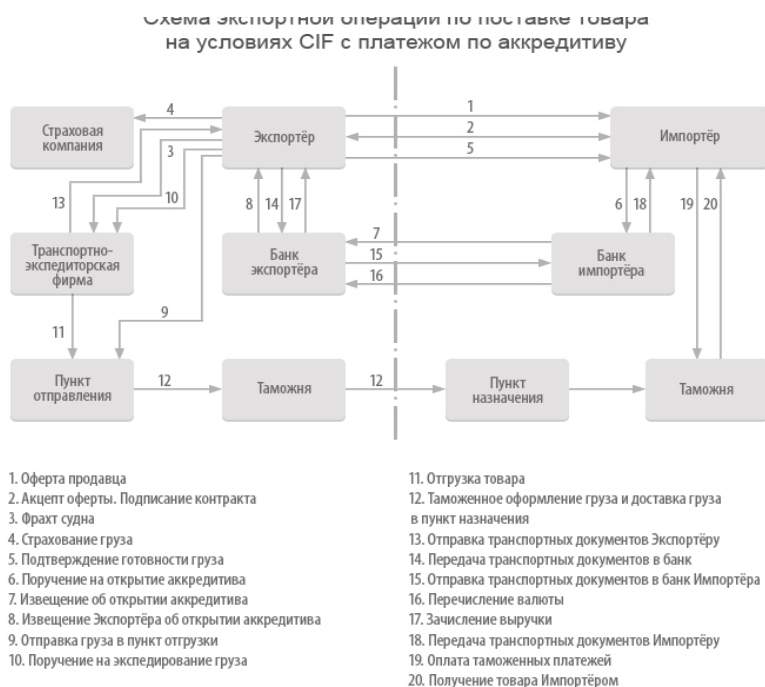 Схема экспортной операции по поставке товара
на условиях CIF с платежом по аккредитиву
4
1
Страховая
компания
Экспортёр
2
Импортёр
3
5
13
10
8
14
17
6
18
19
20
Транспортно-
экспедиторская
фирма
Банк
экспортёра
7
15
16
Банк
импортёра
11
9
Пункт
отправления
12
Таможня
12
Пункт
назначения
Таможня
1. Оферта продавца
2. Акцепт оферты. Подписание контракта
3. Фрахт судна
4. Страхование груза
5. Подтверждение готовности груза
6. Поручение на открытие аккредитива
7. Извещение об открытии аккредитива
8. Извещение Экспортёра об открытии аккредитива
9. Отправка груза в пункт отгрузки
10. Поручение на экспедирование груза
11. Отгрузка товара
12. Таможенное оформление груза и доставка груза
в пункт назначения
13. Отправка транспортных документов Экспортёру
14. Передача транспортных документов в банк
15. Отправка транспортных документов в банк Импортёра
16. Перечисление валюты
17. Зачисление выручки
18. Передача транспортных документов Импортёру
19. Оплата таможенных платежей
20. Получение товара Импортёром